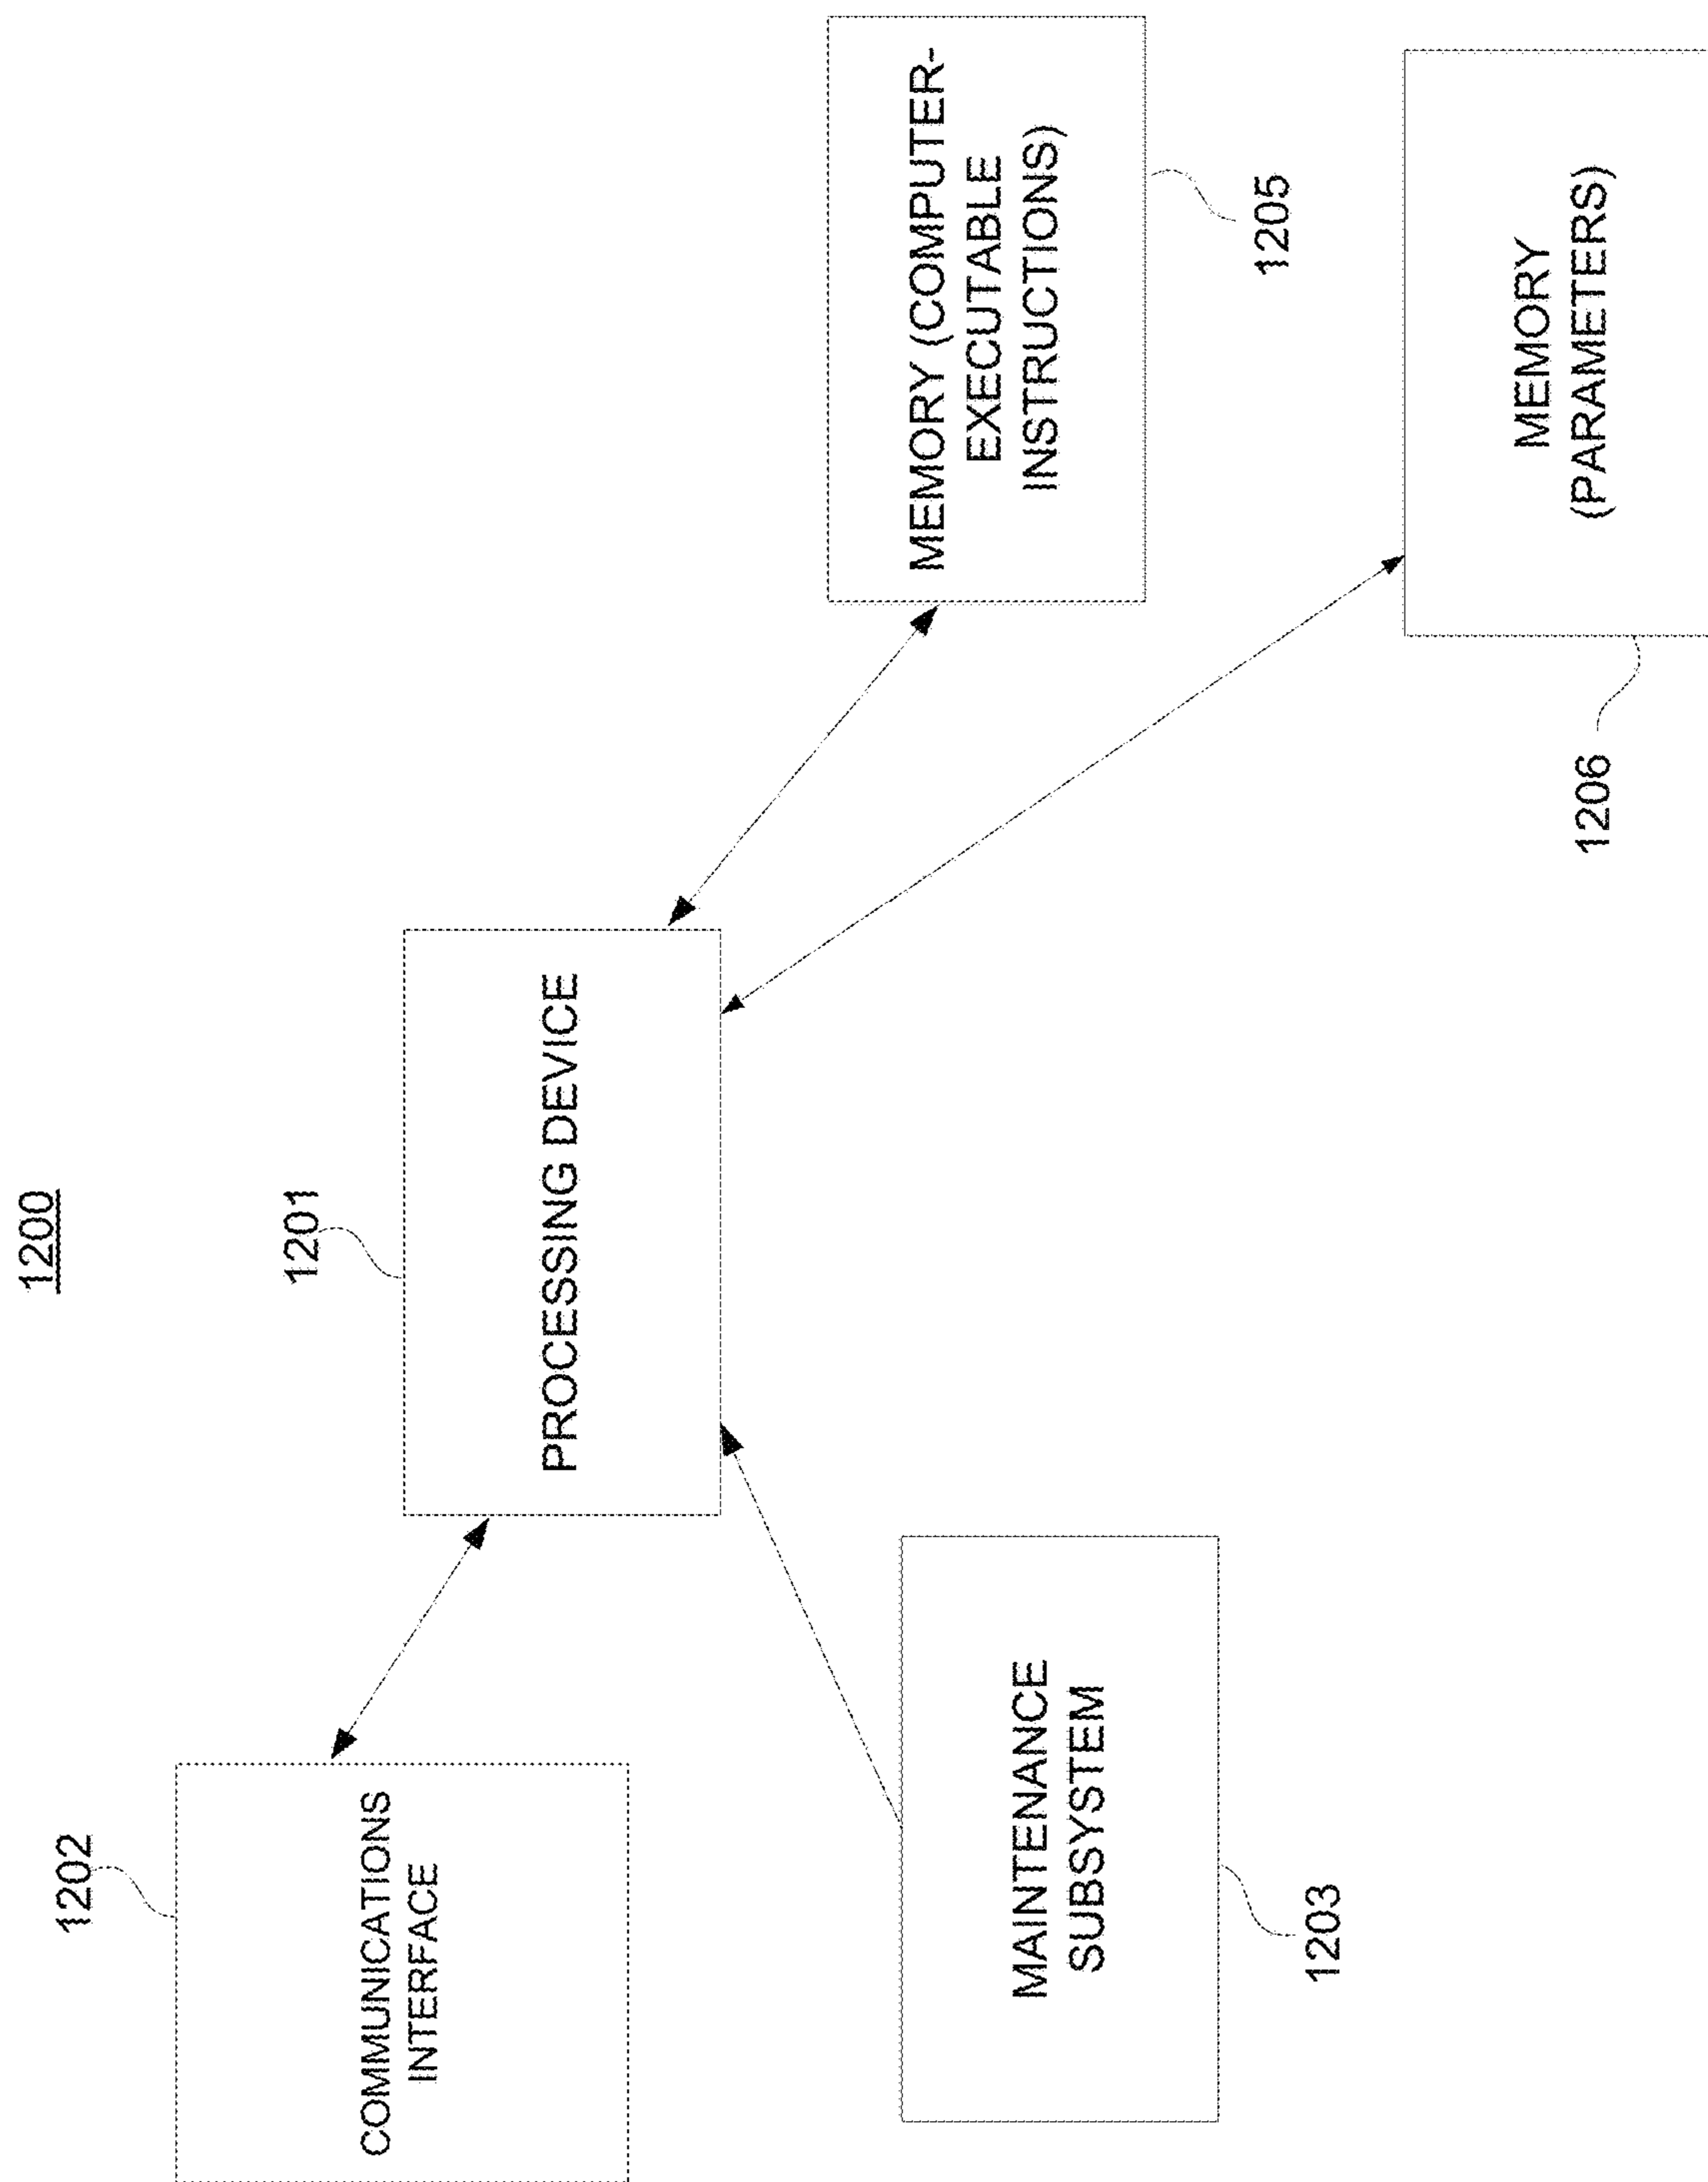 1200
1201
PROCESSING DEVICE
1202
COMMUNICATIONS
INTERFACE
MAINTENANCE
SUBSYSTEM
1203
MEMORY (COMPUTER-
EXECUTABLE
INSTRUCTIONS)
1205
MEMORY
(PARAMETERS)
1206